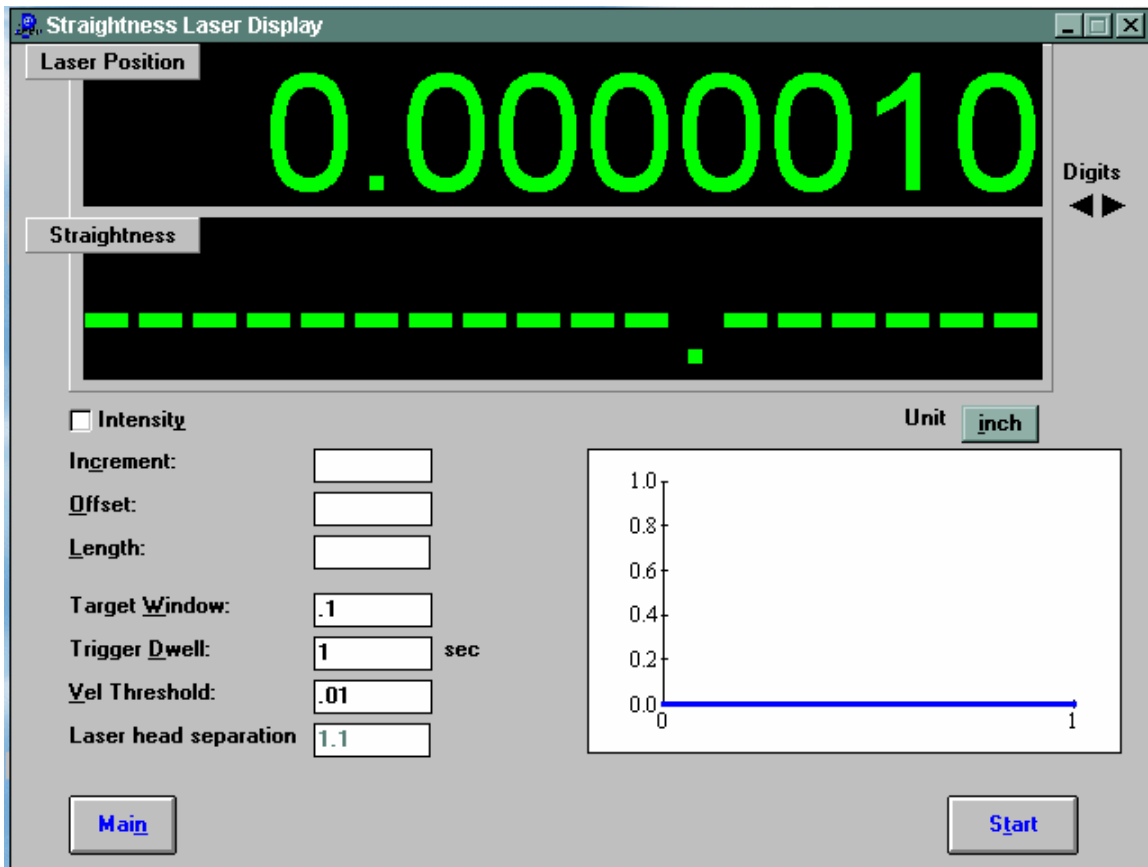 Straightness Laser Display
Laser Position
0.0000010
Digits
Straightness
-----------.------
Intensity
Unit inch
Increment:
Offset:
Length:
Target Window: .1
Trigger Dwell: 1 sec
Vel Threshold: .01
Laser head separation 1.1
1.0
0.8
0.6
0.4
0.2
0.0
0 1
Main
Start